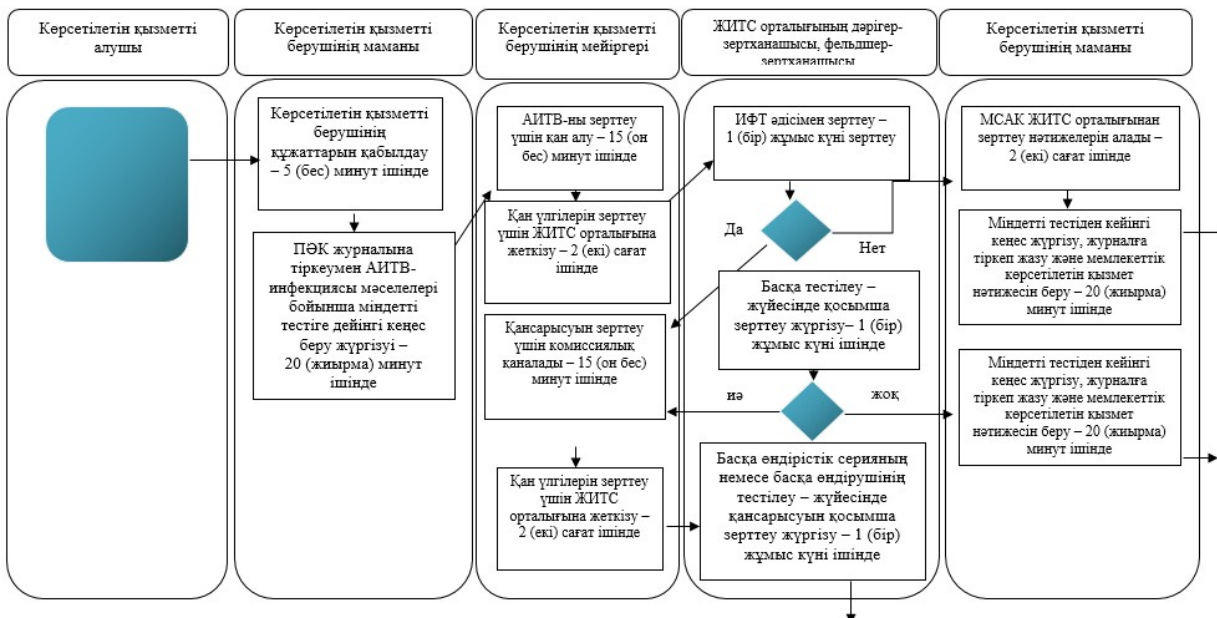 Көрсетілетін қызметті
алушы
Көрсетілетін қызметті
берушінің маманы
Көрсетілетін қызметті
берушінің мейіргері
ЖИТС орталығының дәрігер-
зертханашысы, фельдшер-
зертханашысы
Көрсетілетін қызметті
берушінің маманы
Көрсетілетін қызметті
берушінің
құжаттарын қабылдау
– 5 (бес) минут ішінде
ПӘК журналына
тіркеумен АИТВ-
инфекциясы мәселелері
бойынша міндетті
тестіге дейінгі кеңес
беру жүргізуі –
20 (жиырма) минут
ішінде
АИТВ-ны зерттеу
үшін қан алу – 15 (он
бес) минут ішінде
Қан үлгілерін зерттеу
үшін ЖИТС орталығына
жеткізу – 2 (екі) сағат
ішінде
Қансарысуын зерттеу
үшін комиссиялық
қаналады – 15 (он бес)
минут ішінде
Қан үлгілерін зерттеу
үшін ЖИТС
орталығына жеткізу –
2 (екі) сағат ішінде
ИФТ әдісімен зерттеу –
1 (бір) жұмыс күні зерттеу
Да
Нет
Басқа тестілеу –
жүйесінде қосымша
зерттеу жүргізу– 1 (бір)
жұмыс күні ішінде
иә
жоқ
Басқа өндірістік серияның
немесе басқа өндірушінің
тестілеу – жүйесінде
қансарысуын қосымша
зерттеу жүргізу – 1 (бір)
жұмыс күні ішінде
МСАК ЖИТС орталығынан
зерттеу нәтижелерін алады –
2 (екі) сағат ішінде
Міндетті тестіден кейінгі
кеңес жүргізу, журналға
тіркеп жазу және мемлекеттік
көрсетілетін қызмет
нәтижесін беру – 20 (жиырма)
минут ішінде
Міндетті тестіден кейінгі
кеңес жүргізу, журналға
тіркеп жазу және мемлекеттік
көрсетілетін қызмет
нәтижесін беру – 20 (жиырма)
минут ішінде